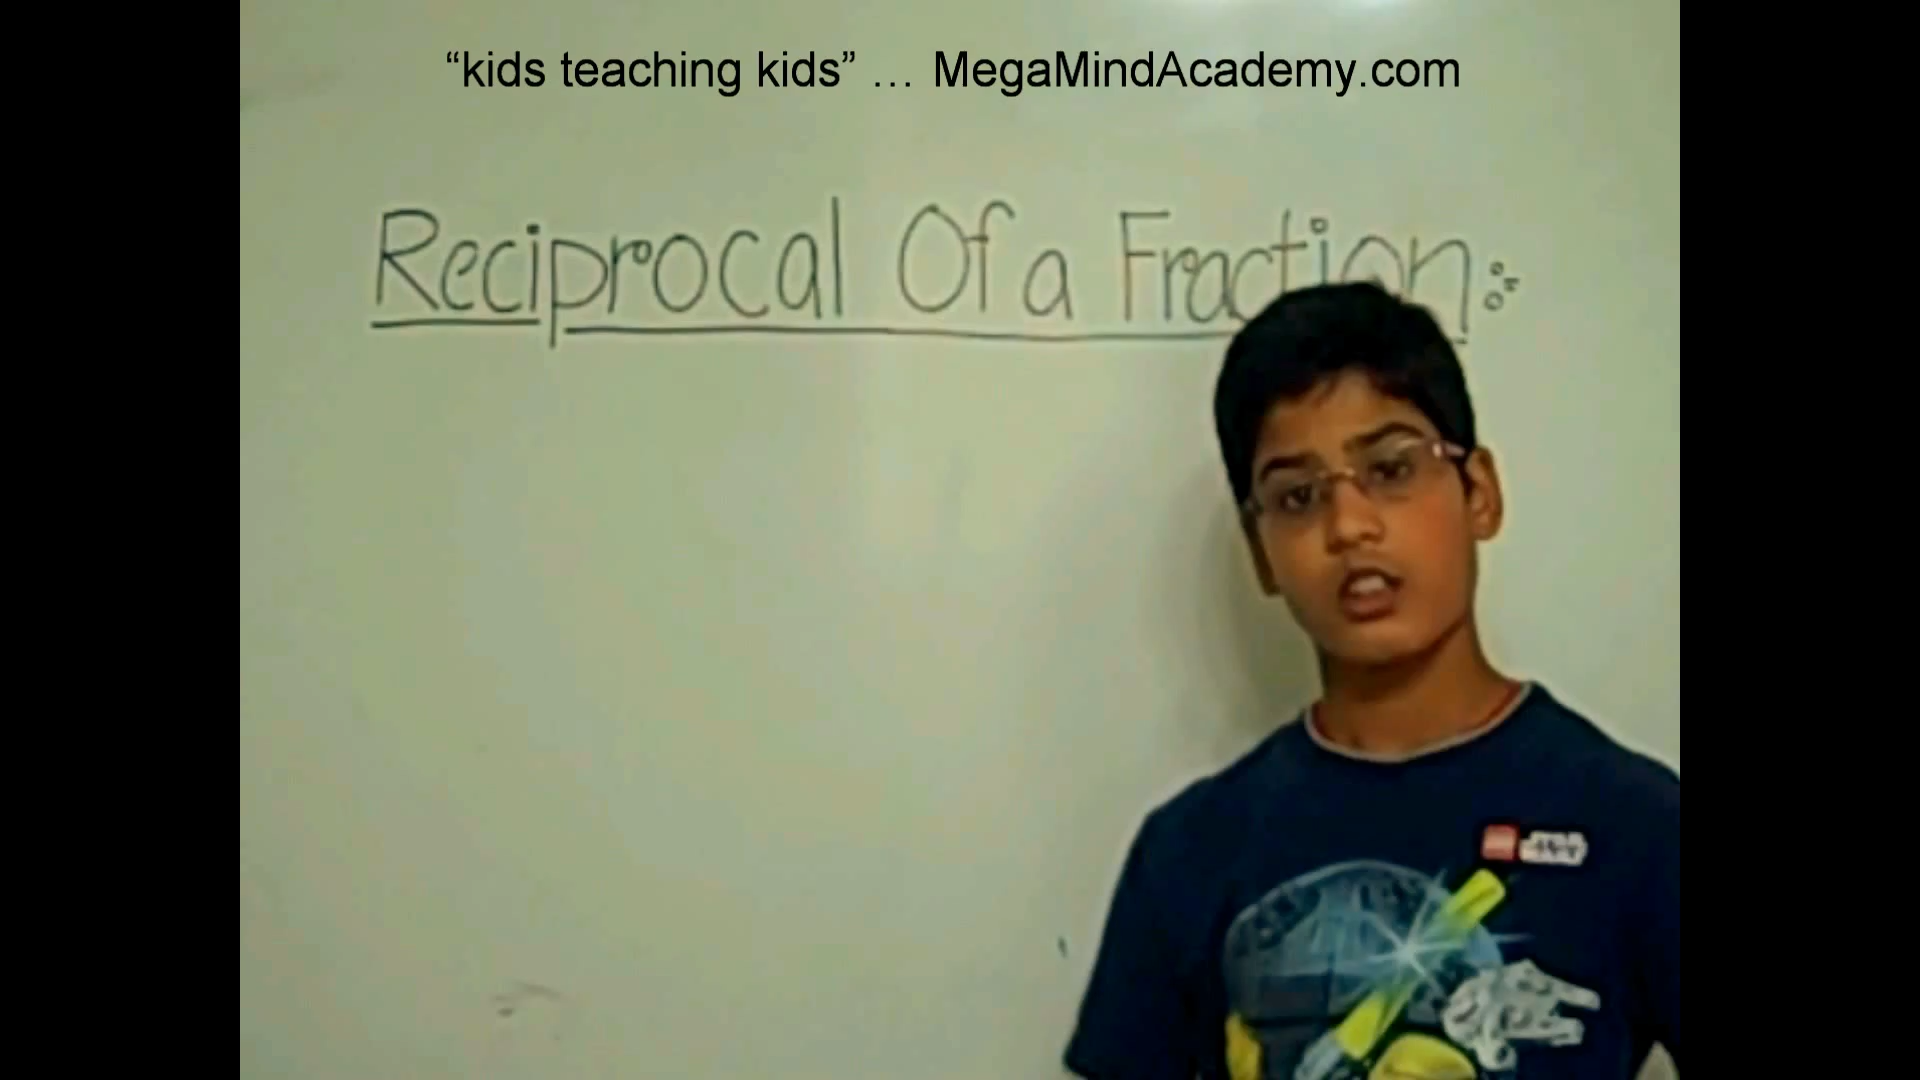 “kids teaching kids” … MegaMindAcademy.com
Reciprocal Of a Fraction: